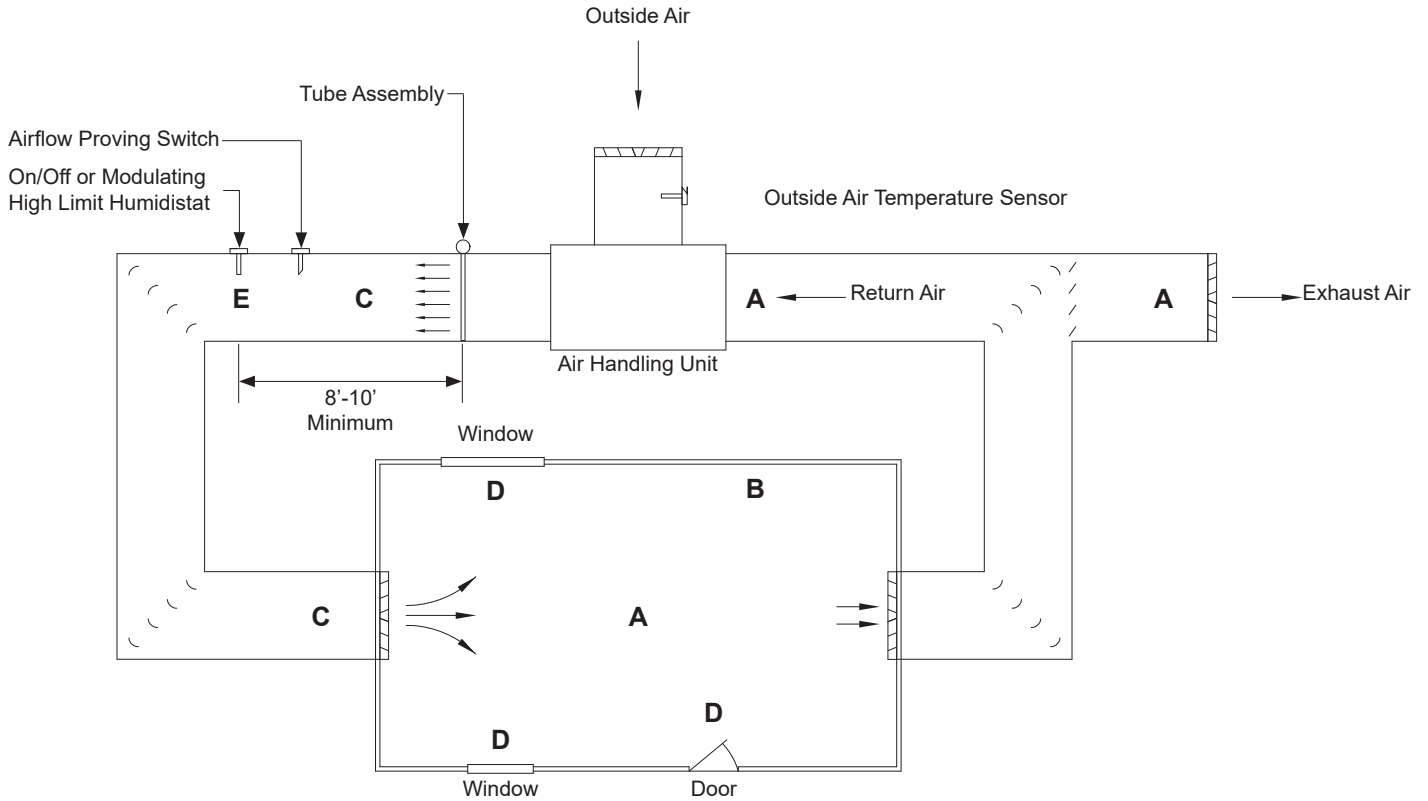 Outside Air
Tube Assembly
Airflow Proving Switch
On/Off or Modulating
High Limit Humidistat
Outside Air Temperature Sensor
E
C
A
Return Air
A
Exhaust Air
Air Handling Unit
8’-10’
Minimum
Window
D
B
C
A
D
D
Window
Door